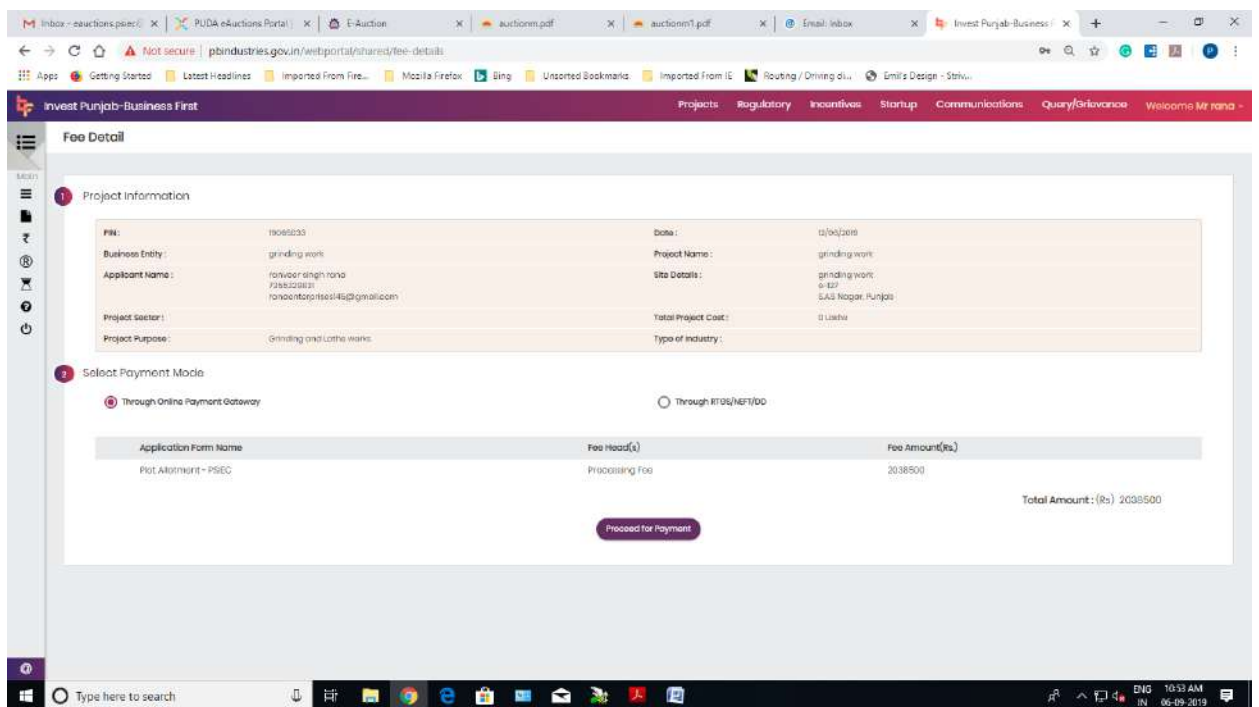 Inbox - eauctions.psiec@
PUDA eAuctions Portal
E-Auction
auctionm.pdf
auctionm1.pdf
Email: Inbox
Invest Punjab-Business F
Not secure | pbindustries.gov.in/webportal/shared/fee-details
Apps Getting Started Latest Headlines Imported From Fire... Mozilla Firefox Bing Unsorted Bookmarks Imported From IE Routing / Driving di... Emil's Design - Striv...
Invest Punjab-Business First
Projects Regulatory Incentives Startup Communications Query/Grievance Welcome Mr rana
Fee Detail
1 Project Information
PIN :
Date :
Business Entity : grinding work
Project Name : grinding work
Applicant Name : ranveer singh rana
Site Details : grinding work
S.A.S Nagar, Punjab
Project Sector :
Total Project Cost : 0 Lakhs
Project Purpose : Grinding and Lathe works
Type of Industry :
2 Select Payment Mode
Through Online Payment Gateway
Through RTGS/NEFT/DD
Application Form Name Fee Head(s) Fee Amount(Rs.)
Plot Allotment - PSIEC Processing Fee 2038500
Total Amount : (Rs) 2038500
Proceed for Payment
Type here to search
ENG 10:53 AM
IN 06-09-2019